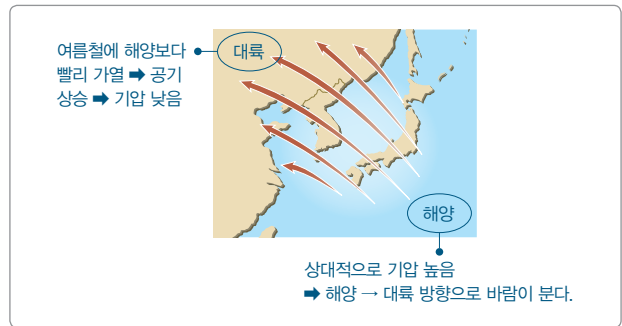 여름철에 해양보다
빨리 가열 ➡ 공기
상승 ➡ 기압 낮음
대륙
해양
상대적으로 기압 높음
➡ 해양 → 대륙 방향으로 바람이 분다.